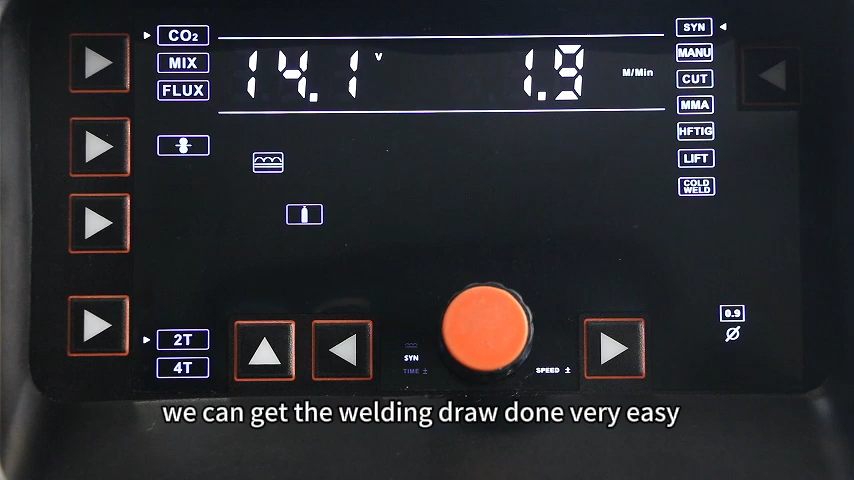 CO₂
MIX
FLUX
14.1 V
1.9 M/Min
SYN
MANU
CUT
MMA
HFTIG
LIFT
COLD
WELD
2T
4T
SYN
TIME ±
SPEED ±
0.9
Ø
we can get the welding draw done very easy